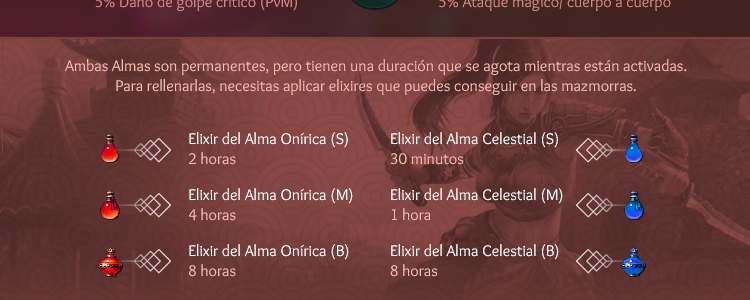 5% Daño de golpe crítico (PvM)
5% Ataque mágico/ cuerpo a cuerpo
Ambas Almas son permanentes, pero tienen una duración que se agota mientras están activadas.
Para rellenarlas, necesitas aplicar elixires que puedes conseguir en las mazmorras.
Elixir del Alma Onírica (S)
2 horas
Elixir del Alma Celestial (S)
30 minutos
Elixir del Alma Onírica (M)
4 horas
Elixir del Alma Celestial (M)
1 hora
Elixir del Alma Onírica (B)
8 horas
Elixir del Alma Celestial (B)
8 horas